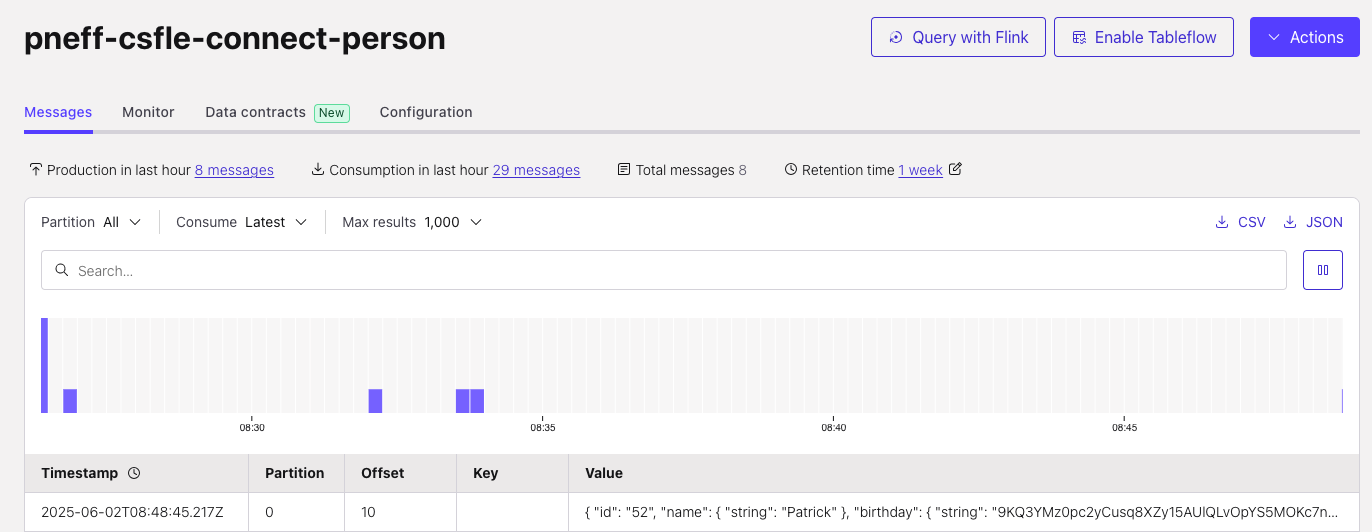 pneff-csfle-connect-person
Query with Flink
Enable Tableflow
Actions
Messages Monitor Data contracts New Configuration
Production in last hour 8 messages Consumption in last hour 29 messages Total messages 8 Retention time 1 week
Partition All Consume Latest Max results 1,000 CSV JSON
Search...
08:30 08:35 08:40 08:45
Timestamp Partition Offset Key Value
2025-06-02T08:48:45.217Z 0 10 { "id": "52", "name": { "string": "Patrick" }, "birthday": { "string": "9KQ3YMz0pc2yCusq8XZy15AUlQLvOpYS5MOKc7n...